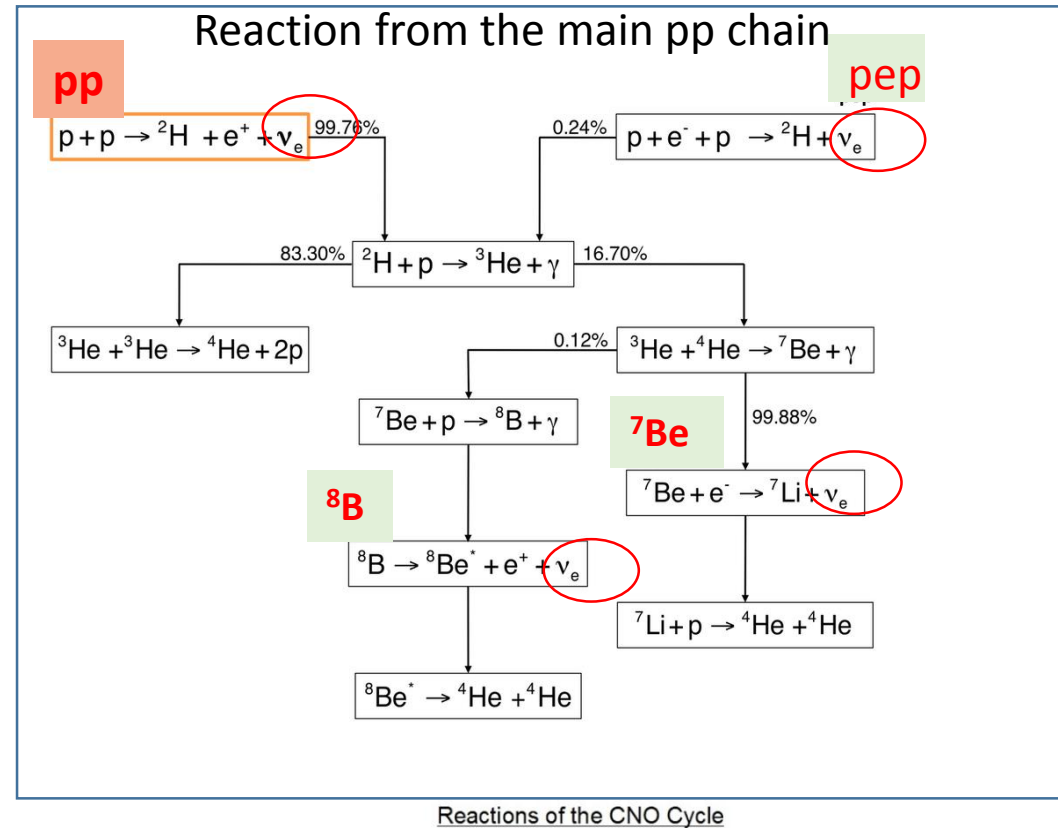 Reaction from the main pp chain
pp
pep
p + p → ²H + e⁺ + νₑ
99.76%
0.24%
p + e⁻ + p → ²H + νₑ
83.30%
²H + p → ³He + γ
16.70%
³He + ³He → ⁴He + 2p
0.12%
³He + ⁴He → ⁷Be + γ
⁷Be + p → ⁸B + γ
99.88%
⁷Be
⁷Be + e⁻ → ⁷Li + νₑ
⁸B
⁸B → ⁸Be* + e⁺ + νₑ
⁷Li + p → ⁴He + ⁴He
⁸Be* → ⁴He + ⁴He
Reactions of the CNO Cycle